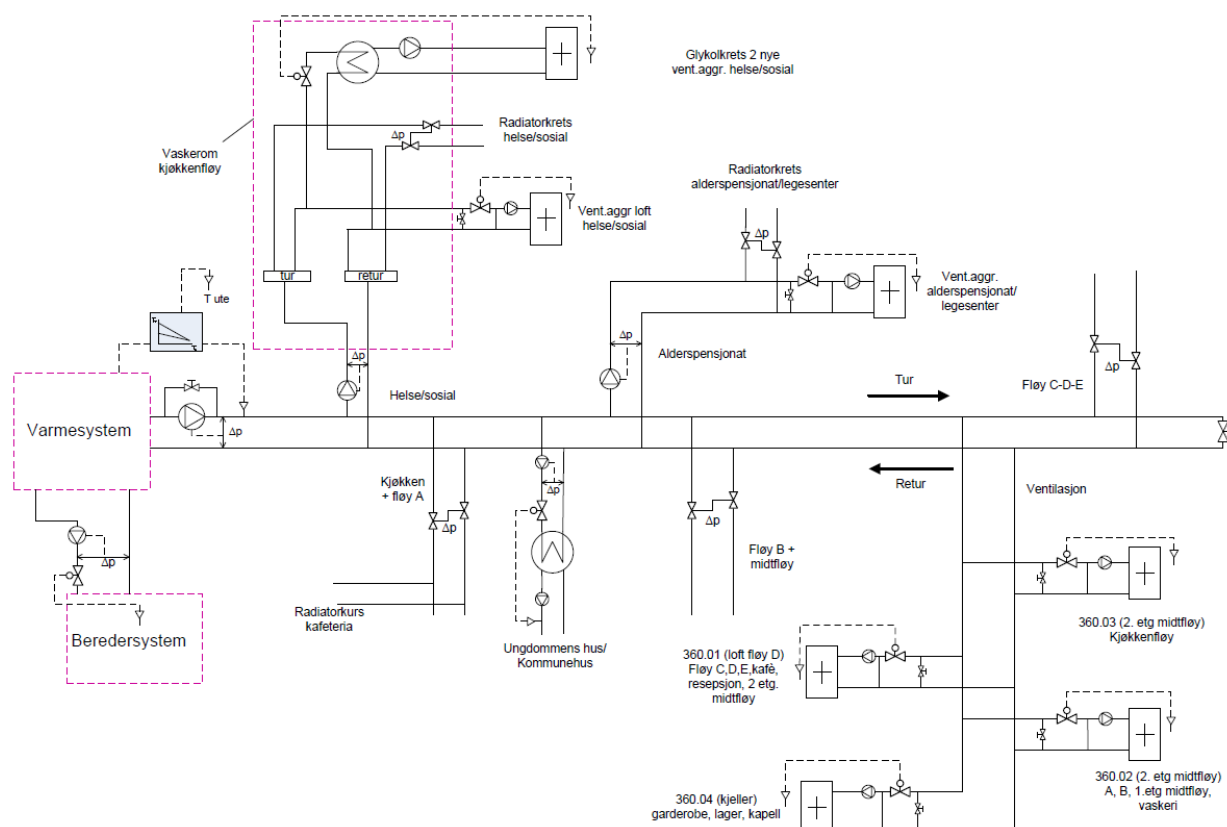 Glykolkrets 2 nye
vent.aggr. helse/sosial
Radiatorkrets
helse/sosial
Δp
Vaskerom
kjøkkenfløy
Vent.aggr loft
helse/sosial
tur
retur
Radiatorkrets
alderspensjonat/legesenter
Δp
Vent.aggr.
alderspensjonat/
legesenter
T ute
Δp
Δp
Alderspensjonat
Helse/sosial
Tur
Fløy C-D-E
Δp
Varmesystem
Δp
Retur
Kjøkken
+ fløy A
Δp
Δp
Δp
Ventilasjon
Fløy B +
midtfløy
Δp
Beredersystem
Radiatorkurs
kafeteria
Ungdommens hus/
Kommunehus
360.03 (2. etg midtfløy)
Kjøkkenfløy
360.01 (loft fløy D)
Fløy C,D,E,kafè,
resepsjon, 2 etg.
midtfløy
360.02 (2. etg midtfløy)
A, B, 1.etg midtfløy,
vaskeri
360.04 (kjeller)
garderobe, lager, kapell